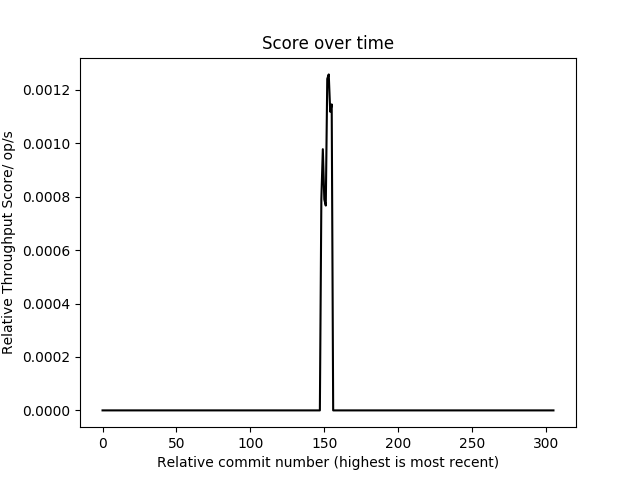 Score over time
Relative Throughput Score/ op/s
0.0012
0.0010
0.0008
0.0006
0.0004
0.0002
0.0000
0 50 100 150 200 250 300
Relative commit number (highest is most recent)